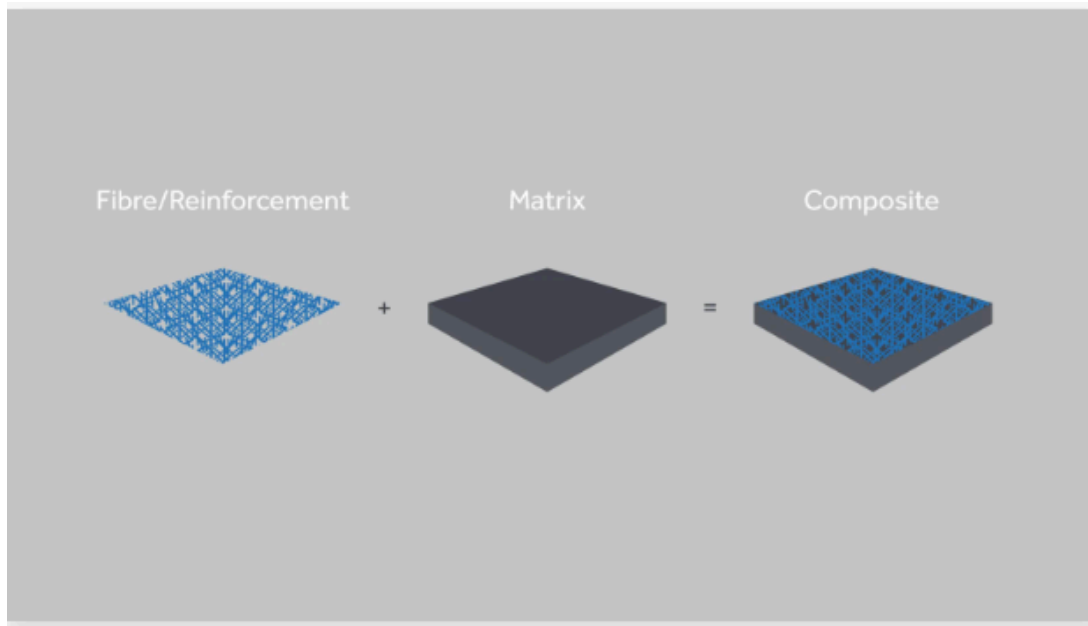 Fibre/Reinforcement
Matrix
Composite
+
=